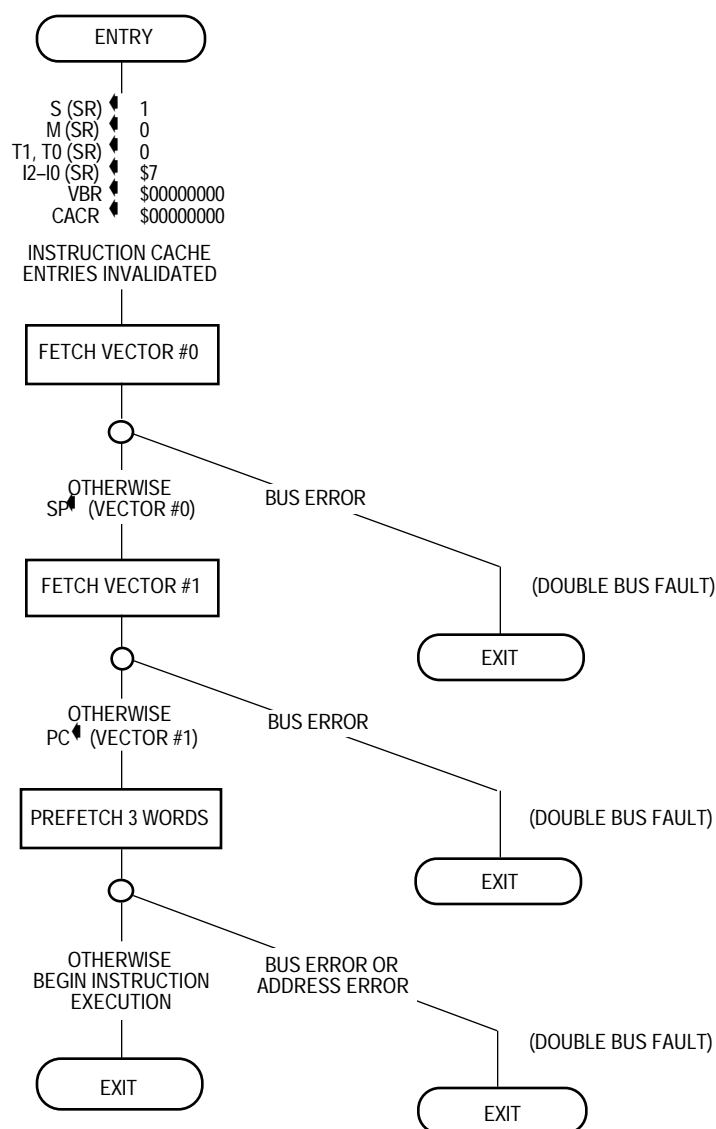 ENTRY
S (SR) 1
M (SR) 0
T1, T0 (SR) 0
I2–I0 (SR) $7
VBR $00000000
CACR $00000000
INSTRUCTION CACHE
ENTRIES INVALIDATED
FETCH VECTOR #0
OTHERWISE
SP (VECTOR #0)
BUS ERROR
(DOUBLE BUS FAULT)
EXIT
FETCH VECTOR #1
OTHERWISE
PC (VECTOR #1)
BUS ERROR
(DOUBLE BUS FAULT)
EXIT
PREFETCH 3 WORDS
OTHERWISE
BEGIN INSTRUCTION
EXECUTION
BUS ERROR OR
ADDRESS ERROR
(DOUBLE BUS FAULT)
EXIT
EXIT